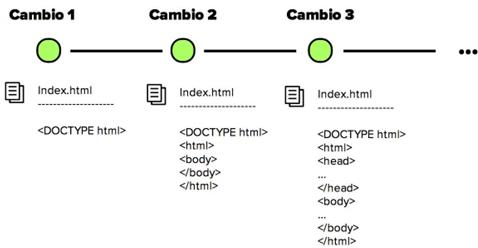 Cambio 1
Cambio 2
Cambio 3
...
Index.html
--------------------
<DOCTYPE html>
Index.html
--------------------
<DOCTYPE html>
<html>
<body>
</body>
</html>
Index.html
--------------------
<DOCTYPE html>
<html>
<head>
...
</head>
<body>
...
</body>
</html>